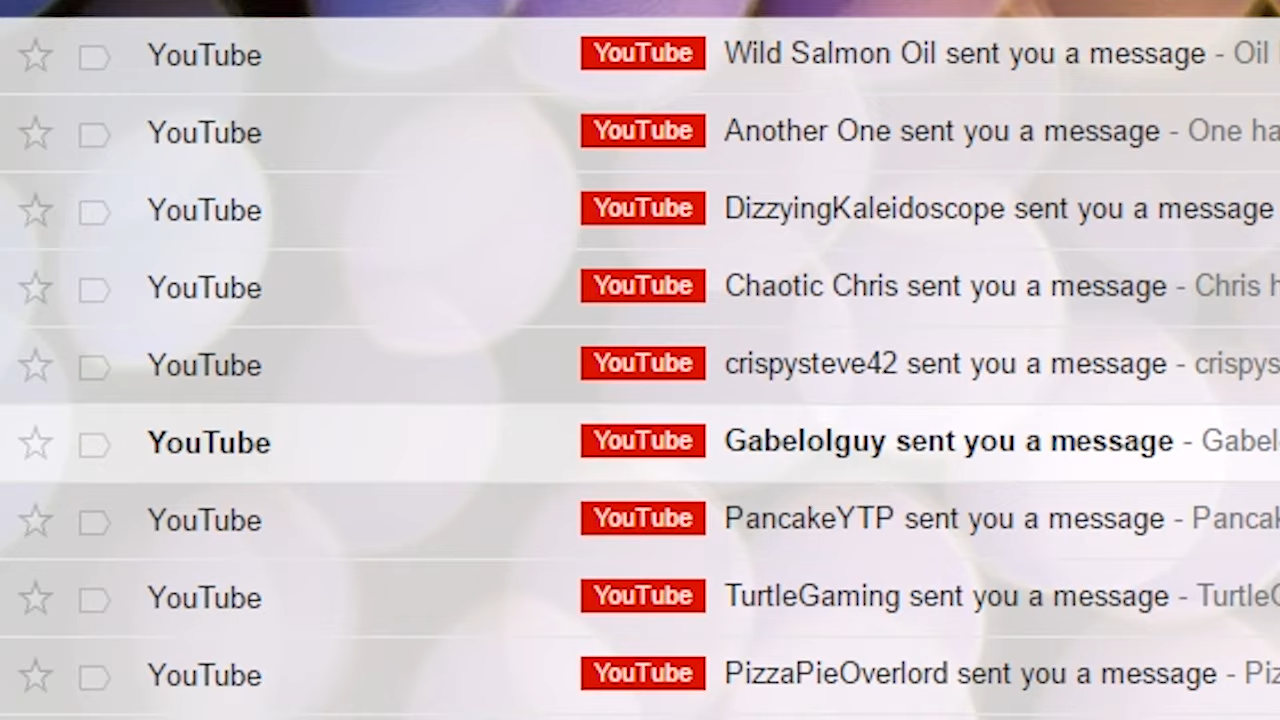 YouTube YouTube Wild Salmon Oil sent you a message - Oil
YouTube YouTube Another One sent you a message - One ha
YouTube YouTube DizzyingKaleidoscope sent you a message
YouTube YouTube Chaotic Chris sent you a message - Chris h
YouTube YouTube crispysteve42 sent you a message - crispys
YouTube YouTube Gabelolguy sent you a message - Gabel
YouTube YouTube PancakeYTP sent you a message - Pancak
YouTube YouTube TurtleGaming sent you a message - TurtleG
YouTube YouTube PizzaPieOverlord sent you a message - Piz